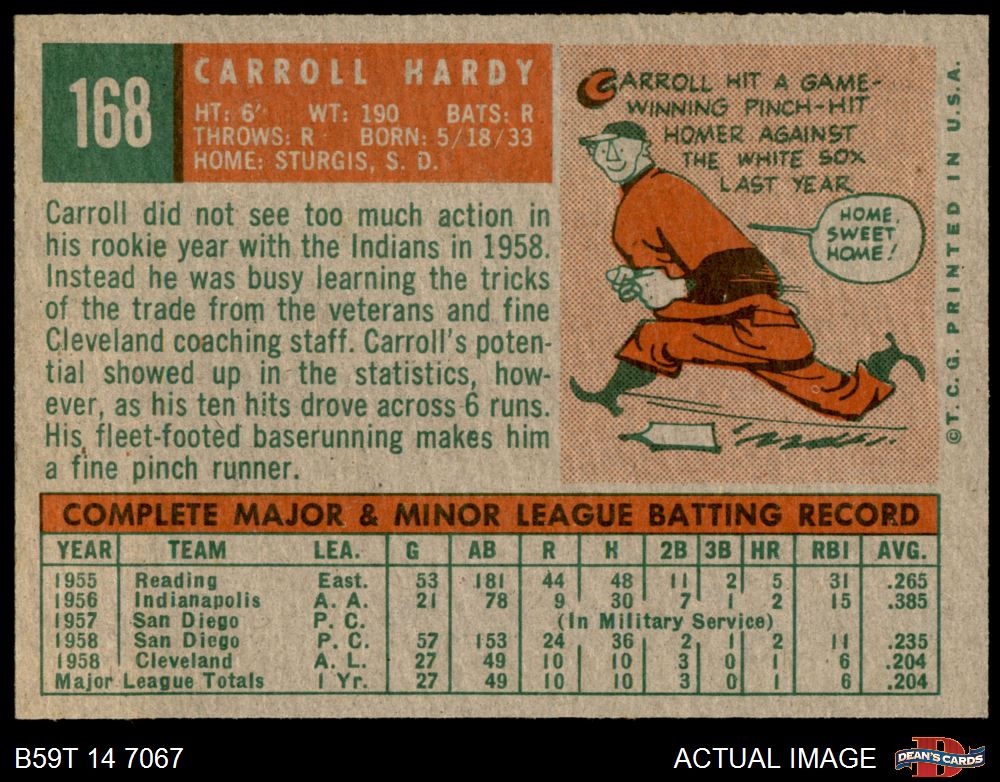 168
CARROLL HARDY
HT: 6' WT: 190 BATS: R
THROWS: R BORN: 5/18/33
HOME: STURGIS, S. D.
CARROLL HIT A GAME-
WINNING PINCH-HIT
HOMER AGAINST
THE WHITE SOX
LAST YEAR
HOME,
SWEET
HOME!
© T. C. G. PRINTED IN U.S.A.
Carroll did not see too much action in
his rookie year with the Indians in 1958.
Instead he was busy learning the tricks
of the trade from the veterans and fine
Cleveland coaching staff. Carroll's poten-
tial showed up in the statistics, how-
ever, as his ten hits drove across 6 runs.
His fleet-footed baserunning makes him
a fine pinch runner.
COMPLETE MAJOR & MINOR LEAGUE BATTING RECORD
YEAR TEAM LEA. G AB R H 2B 3B HR RBI AVG.
1955 Reading East. 53 181 44 48 11 2 5 31 .265
1956 Indianapolis A. A. 21 78 9 30 7 1 2 15 .385
1957 San Diego P. C. (In Military Service)
1958 San Diego P. C. 57 153 24 36 2 1 2 11 .235
1958 Cleveland A. L. 27 49 10 10 3 0 1 6 .204
Major League Totals 1 Yr. 27 49 10 10 3 0 1 6 .204
B59T 14 7067
ACTUAL IMAGE
DEAN'S CARDS